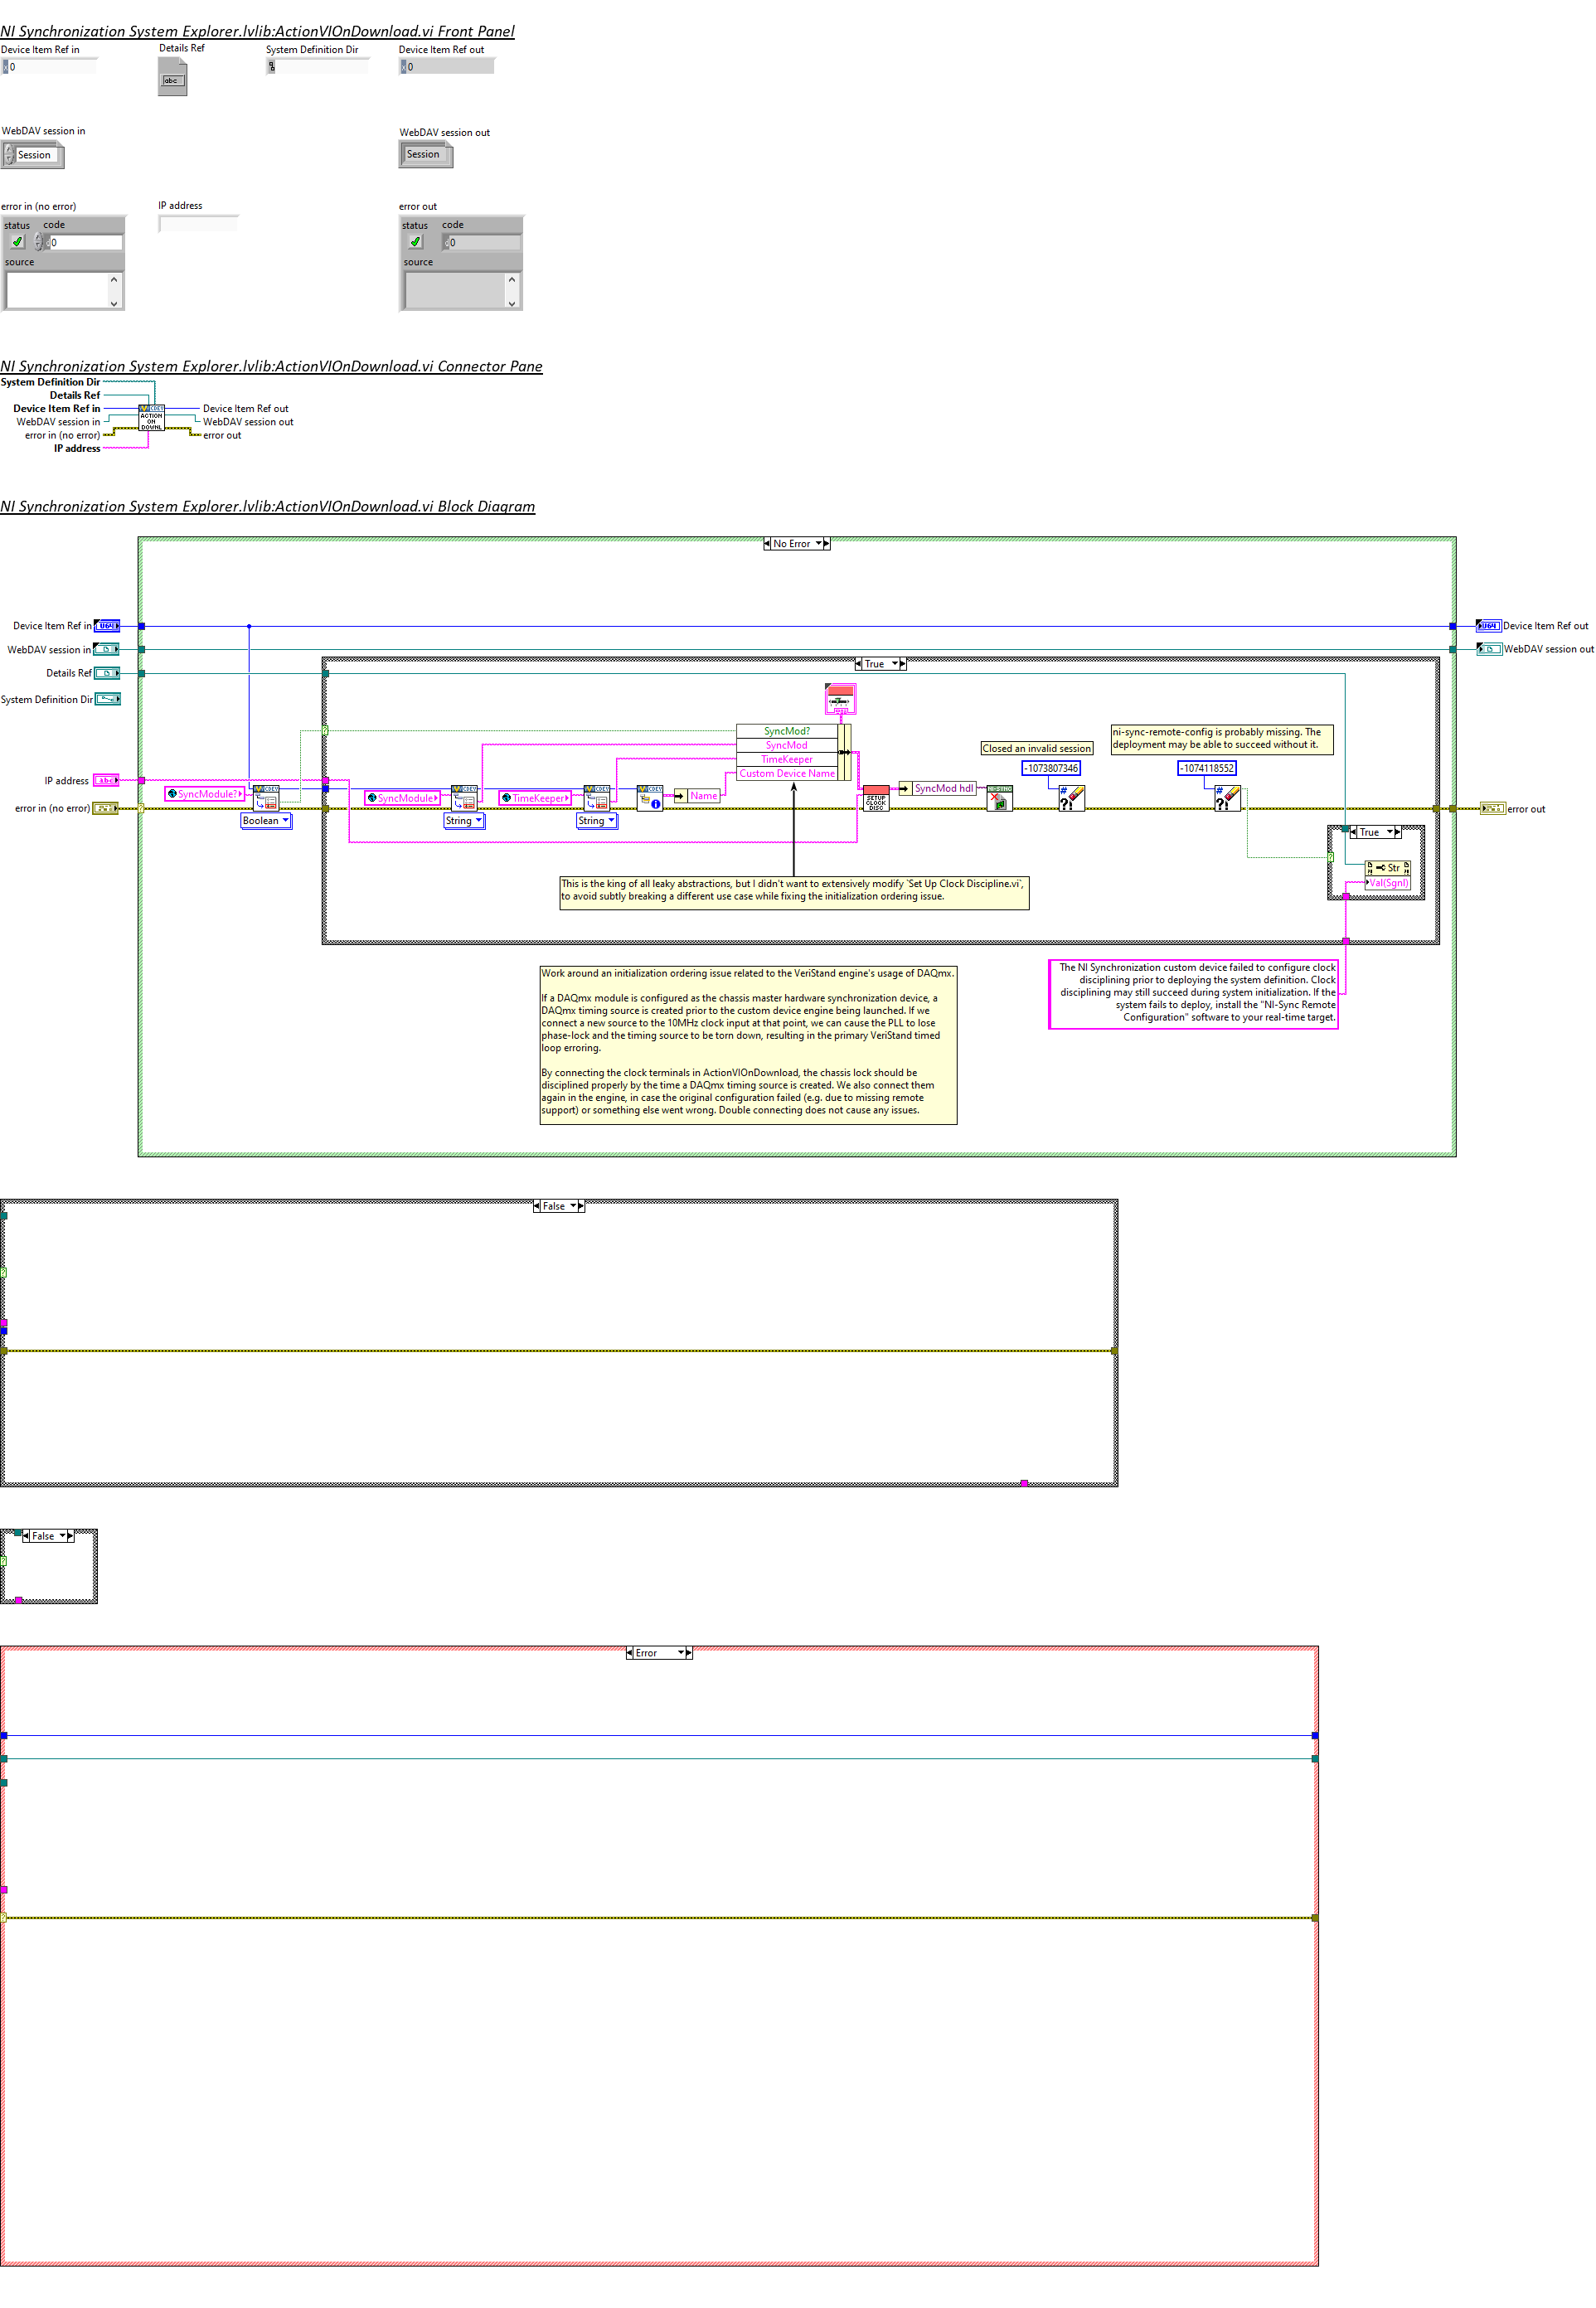 NI Synchronization System Explorer.lvlib:ActionVIOnDownload.vi Front Panel
Device Item Ref in
Details Ref
System Definition Dir
Device Item Ref out
x 0
abc
x 0
WebDAV session in
WebDAV session out
Session
Session
error in (no error)
IP address
error out
status code
status code
d0
d0
source
source
NI Synchronization System Explorer.lvlib:ActionVIOnDownload.vi Connector Pane
System Definition Dir
Details Ref
Device Item Ref in
Device Item Ref out
WebDAV session in
WebDAV session out
error in (no error)
error out
IP address
CDEV
ACTION
ON
DOWNL
NI Synchronization System Explorer.lvlib:ActionVIOnDownload.vi Block Diagram
No Error
Device Item Ref in
U64
U64
Device Item Ref out
WebDAV session in
WebDAV session out
Details Ref
True
System Definition Dir
SyncMod?
SyncMod
TimeKeeper
Custom Device Name
ni-sync-remote-config is probably missing. The
deployment may be able to succeed without it.
Closed an invalid session
-1073807346
-1074118552
IP address
abc
SyncModule?
SyncModule
TimeKeeper
Name
SETUP
CLOCK
DISC
SyncMod hdl
NI-SYNC
error in (no error)
error out
Boolean
String
String
True
Str
Val(Sgnl)
This is the king of all leaky abstractions, but I didn't want to extensively modify `Set Up Clock Discipline.vi`,
to avoid subtly breaking a different use case while fixing the initialization ordering issue.
Work around an initialization ordering issue related to the VeriStand engine's usage of DAQmx.
If a DAQmx module is configured as the chassis master hardware synchronization device, a
DAQmx timing source is created prior to the custom device engine being launched. If we
connect a new source to the 10MHz clock input at that point, we can cause the PLL to lose
phase-lock and the timing source to be torn down, resulting in the primary VeriStand timed
loop erroring.
By connecting the clock terminals in ActionVIOnDownload, the chassis lock should be
disciplined properly by the time a DAQmx timing source is created. We also connect them
again in the engine, in case the original configuration failed (e.g. due to missing remote
support) or something else went wrong. Double connecting does not cause any issues.
The NI Synchronization custom device failed to configure clock
disciplining prior to deploying the system definition. Clock
disciplining may still succeed during system initialization. If the
system fails to deploy, install the "NI-Sync Remote
Configuration" software to your real-time target.
False
False
Error